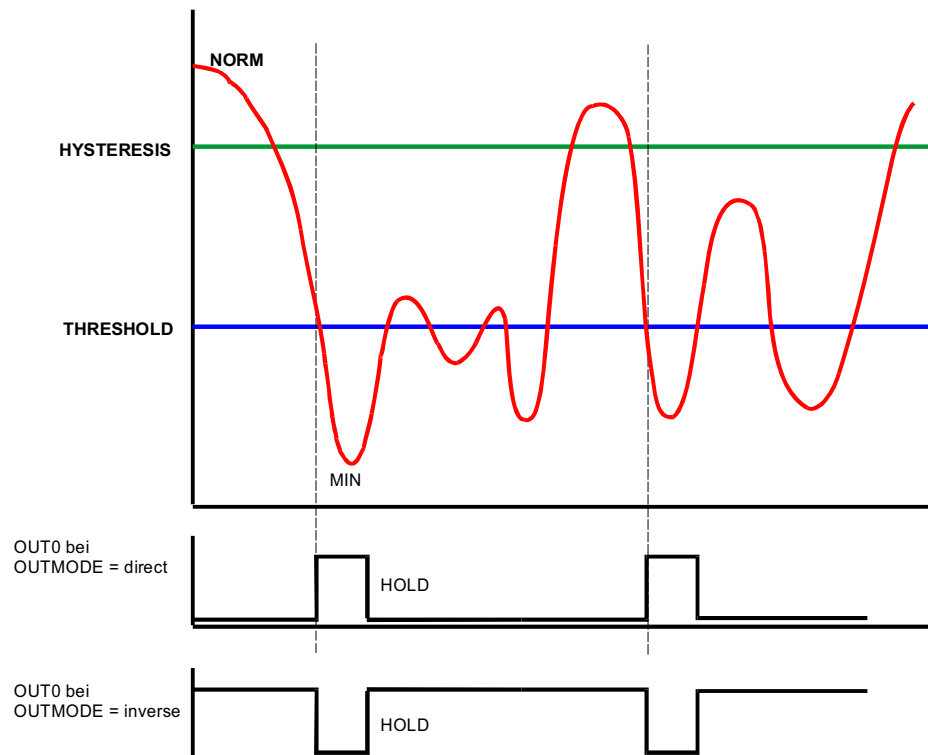 NORM
HYSTERESIS
THRESHOLD
MIN
OUT0 bei
OUTMODE = direct
HOLD
OUT0 bei
OUTMODE = inverse
HOLD